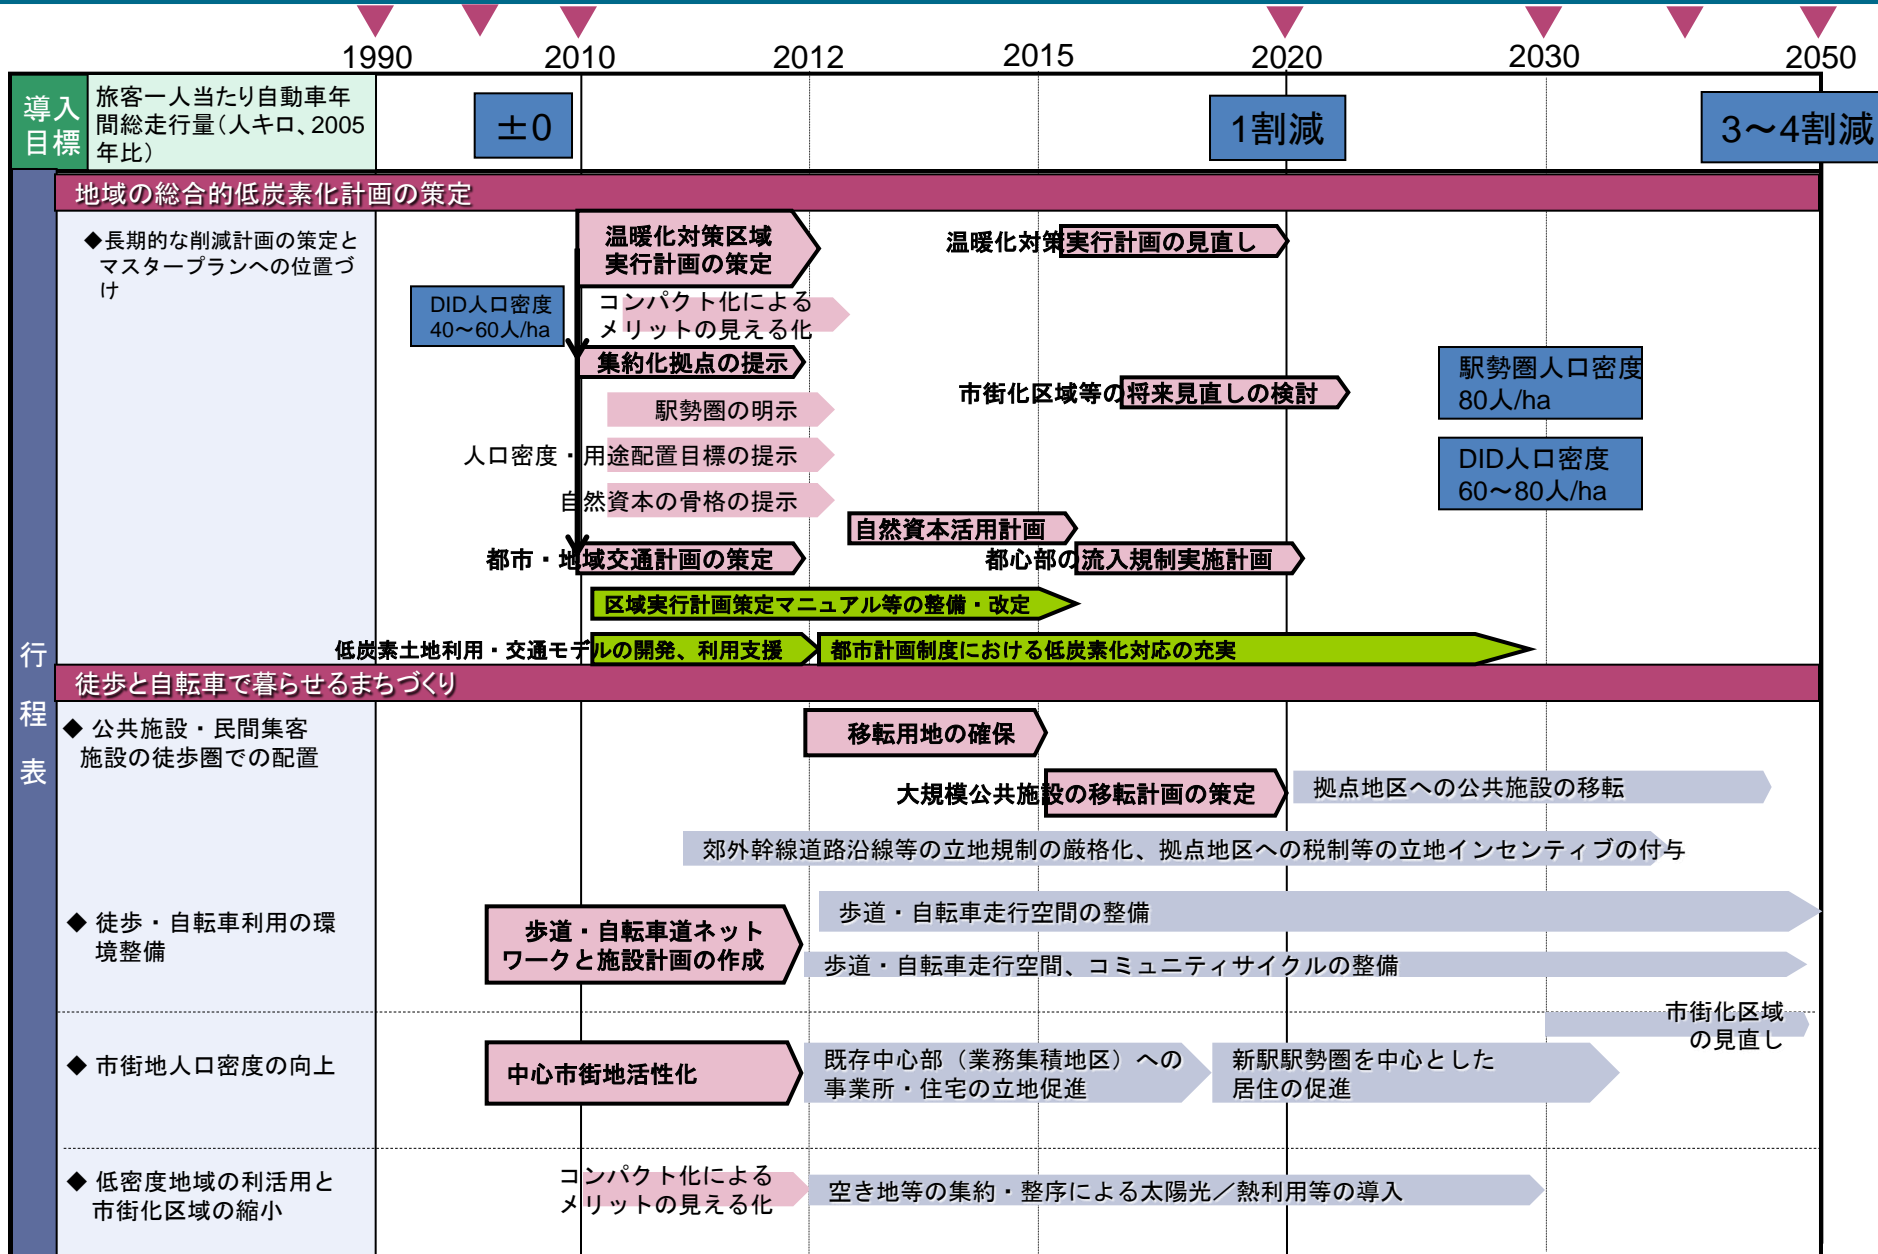 1990 2010 2012 2015 2020 2030 2050
導入
目標
旅客一人当たり自動車年
間総走行量（人キロ、2005
年比）
±0
1割減
3～4割減
行
程
表
地域の総合的低炭素化計画の策定
◆長期的な削減計画の策定と
マスタープランへの位置づ
け
温暖化対策区域
実行計画の策定
温暖化対策実行計画の見直し
DID人口密度
40～60人/ha
コンパクト化による
メリットの見える化
集約化拠点の提示
市街化区域等の将来見直しの検討
駅勢圏人口密度
80人/ha
駅勢圏の明示
人口密度・用途配置目標の提示
DID人口密度
60～80人/ha
自然資本の骨格の提示
自然資本活用計画
都市・地域交通計画の策定
都心部の流入規制実施計画
区域実行計画策定マニュアル等の整備・改定
低炭素土地利用・交通モデルの開発、利用支援
都市計画制度における低炭素化対応の充実
徒歩と自転車で暮らせるまちづくり
◆ 公共施設・民間集客
施設の徒歩圏での配置
移転用地の確保
大規模公共施設の移転計画の策定
拠点地区への公共施設の移転
郊外幹線道路沿線等の立地規制の厳格化、拠点地区への税制等の立地インセンティブの付与
◆ 徒歩・自転車利用の環
境整備
歩道・自転車道ネット
ワークと施設計画の作成
歩道・自転車走行空間の整備
歩道・自転車走行空間、コミュニティサイクルの整備
市街化区域
の見直し
◆ 市街地人口密度の向上
中心市街地活性化
既存中心部（業務集積地区）への
事業所・住宅の立地促進
新駅駅勢圏を中心とした
居住の促進
◆ 低密度地域の利活用と
市街化区域の縮小
コンパクト化による
メリットの見える化
空き地等の集約・整序による太陽光／熱利用等の導入